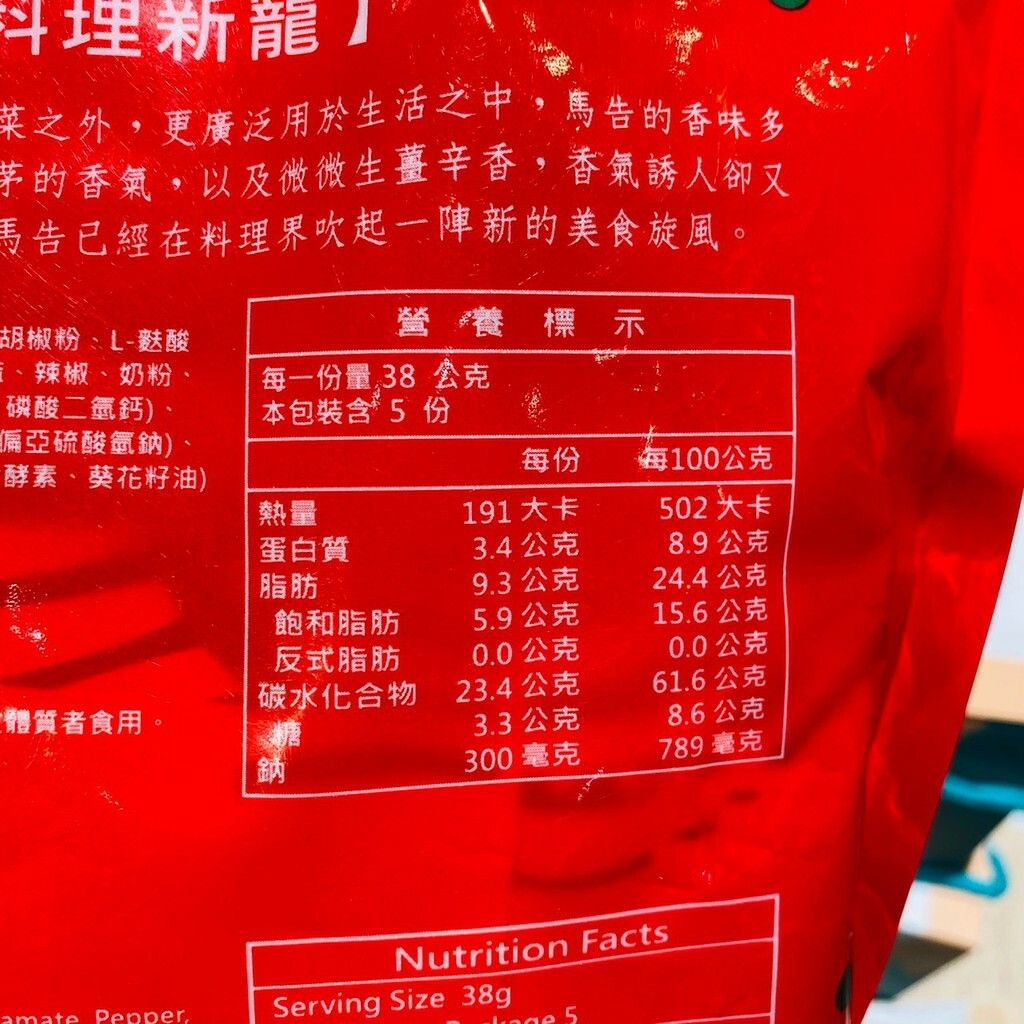 料理新龍】
菜之外，更廣泛用於生活之中，馬告的香味多
茅的香氣，以及微微生薑辛香，香氣誘人卻又
馬告已經在料理界吹起一陣新的美食旋風。
胡椒粉、L-麩酸
、辣椒、奶粉、
磷酸二氫鈣)、
偏亞硫酸氫鈉)、
酵素、葵花籽油)
體質者食用。
營養標示
每一份量 38 公克
本包裝含 5 份
每份 每100公克
熱量 191 大卡 502 大卡
蛋白質 3.4 公克 8.9 公克
脂肪 9.3 公克 24.4 公克
飽和脂肪 5.9 公克 15.6 公克
反式脂肪 0.0 公克 0.0 公克
碳水化合物 23.4 公克 61.6 公克
糖 3.3 公克 8.6 公克
鈉 300 毫克 789 毫克
amate, Pepper,
Nutrition Facts
Serving Size 38g
Package 5